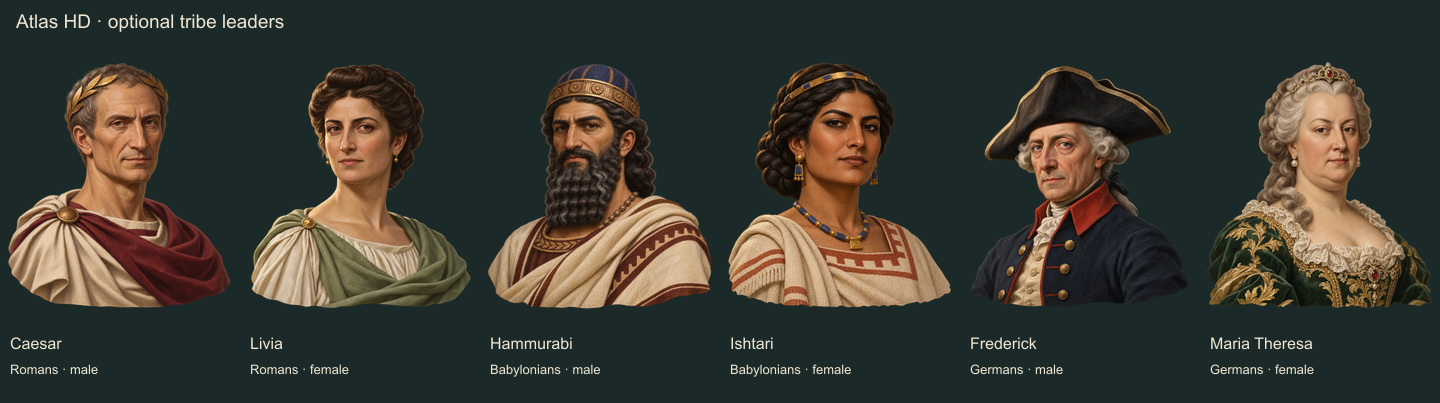 Atlas HD · optional tribe leaders
Caesar
Romans · male
Livia
Romans · female
Hammurabi
Babylonians · male
Ishtari
Babylonians · female
Frederick
Germans · male
Maria Theresa
Germans · female